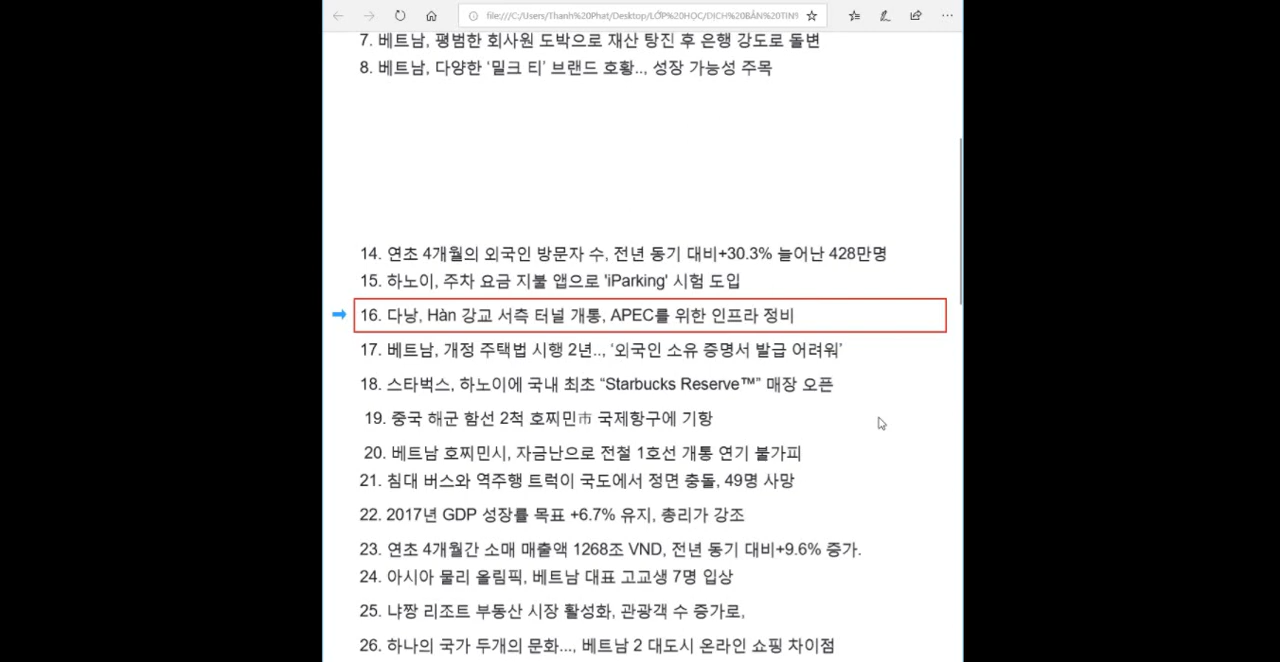 file:///C:/Users/Thanh%20Phat/Desktop/LỚP%20HỌC/DỊCH%20BẢN%20TIN
7. 베트남, 평범한 회사원 도박으로 재산 탕진 후 은행 강도로 돌변
8. 베트남, 다양한 ‘밀크 티’ 브랜드 호황.., 성장 가능성 주목
14. 연초 4개월의 외국인 방문자 수, 전년 동기 대비+30.3% 늘어난 428만명
15. 하노이, 주차 요금 지불 앱으로 'iParking' 시험 도입
16. 다낭, Hàn 강교 서측 터널 개통, APEC를 위한 인프라 정비
17. 베트남, 개정 주택법 시행 2년.., ‘외국인 소유 증명서 발급 어려워’
18. 스타벅스, 하노이에 국내 최초 “Starbucks Reserve™” 매장 오픈
19. 중국 해군 함선 2척 호찌민市 국제항구에 기항
20. 베트남 호찌민시, 자금난으로 전철 1호선 개통 연기 불가피
21. 침대 버스와 역주행 트럭이 국도에서 정면 충돌, 49명 사망
22. 2017년 GDP 성장률 목표 +6.7% 유지, 총리가 강조
23. 연초 4개월간 소매 매출액 1268조 VND, 전년 동기 대비+9.6% 증가.
24. 아시아 물리 올림픽, 베트남 대표 고교생 7명 입상
25. 냐짱 리조트 부동산 시장 활성화, 관광객 수 증가로,
26. 하나의 국가 두개의 문화..., 베트남 2 대도시 온라인 쇼핑 차이점